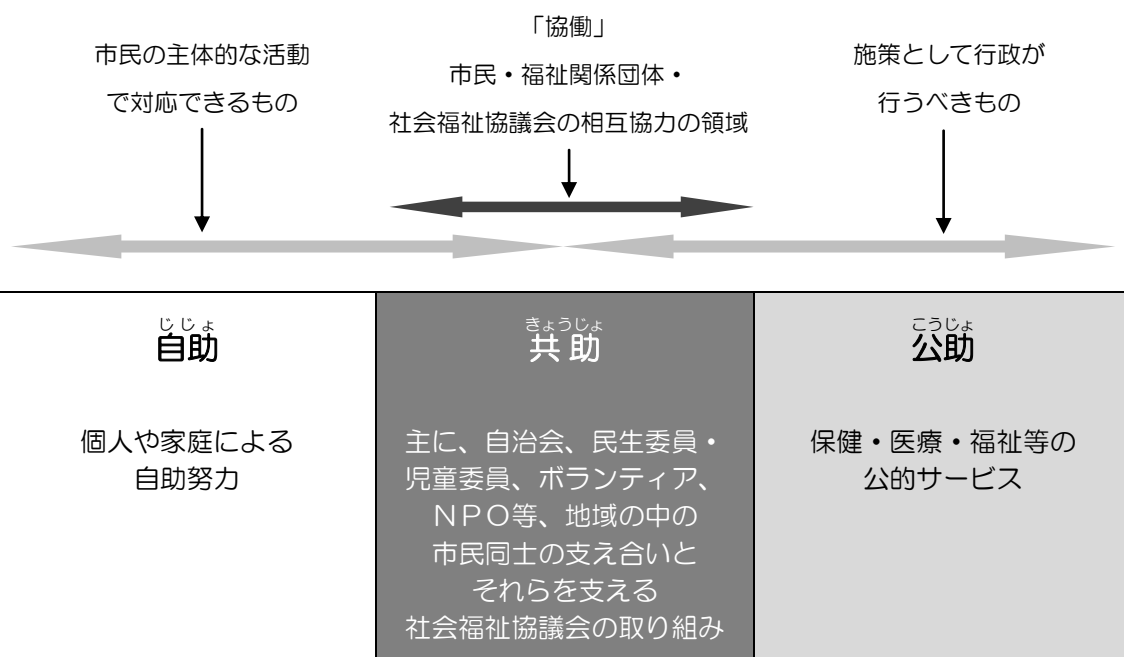 市民の主体的な活動
で対応できるもの
「協働」
市民・福祉関係団体・
社会福祉協議会の相互協力の領域
施策として行政が
行うべきもの
じじょ
自助
個人や家庭による
自助努力
きょうじょ
共助
主に、自治会、民生委員・
児童委員、ボランティア、
ＮＰＯ等、地域の中の
市民同士の支え合いと
それらを支える
社会福祉協議会の取り組み
こうじょ
公助
保健・医療・福祉等の
公的サービス